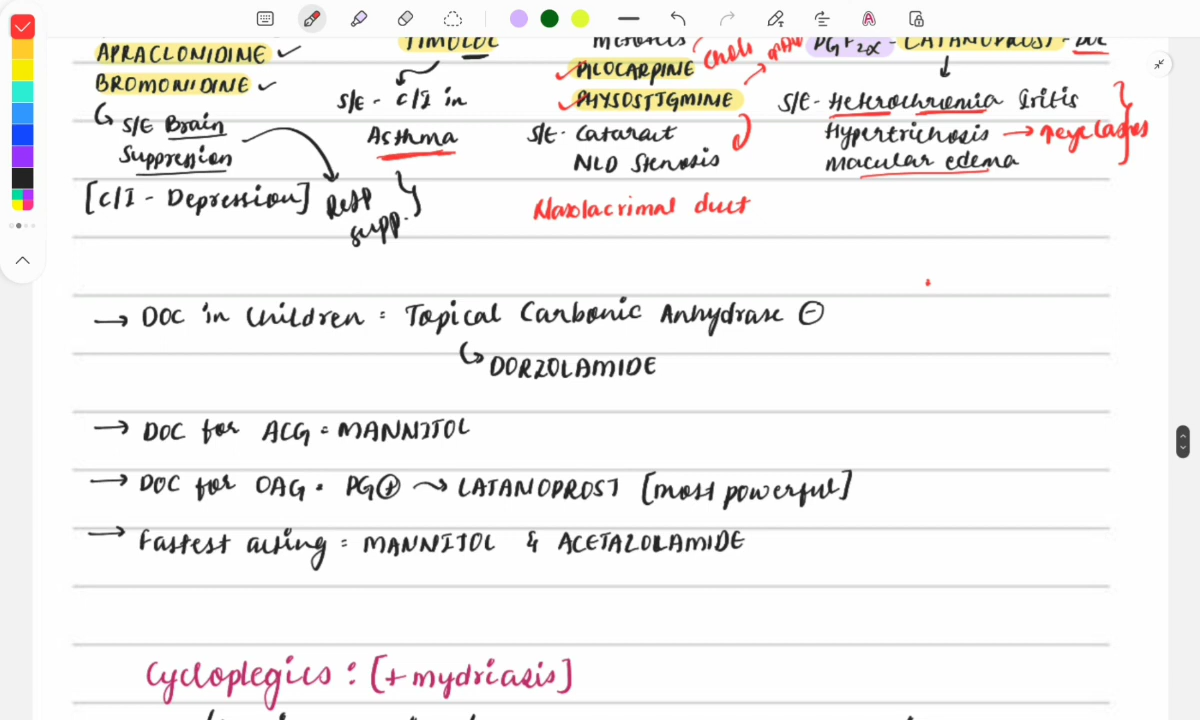 APRACLONIDINE ✓
BROMONIDINE ✓
S/E Brain
Suppression
[C/I - Depression]
Resp
supp.
TIMOLOL
S/E - C/I in
Asthma
Miotics
✓PILOCARPINE
✓PHYSOSTIGMINE
S/E - Cataract
NLD Stenosis
Nasolacrimal duct
PGF2α - LATANOPROST - DOC
S/E - Heterochromia Iritis
Hypertrichosis →
Macular edema
→ DOC in Children = Topical Carbonic Anhydrase ⊖
DORZOLAMIDE
→ DOC for ACG = MANNITOL
→ DOC for OAG = PG⊕ → LATANOPROST [most powerful]
→ Fastest acting = MANNITOL & ACETAZOLAMIDE
Cycloplegics : [+ mydriasis]